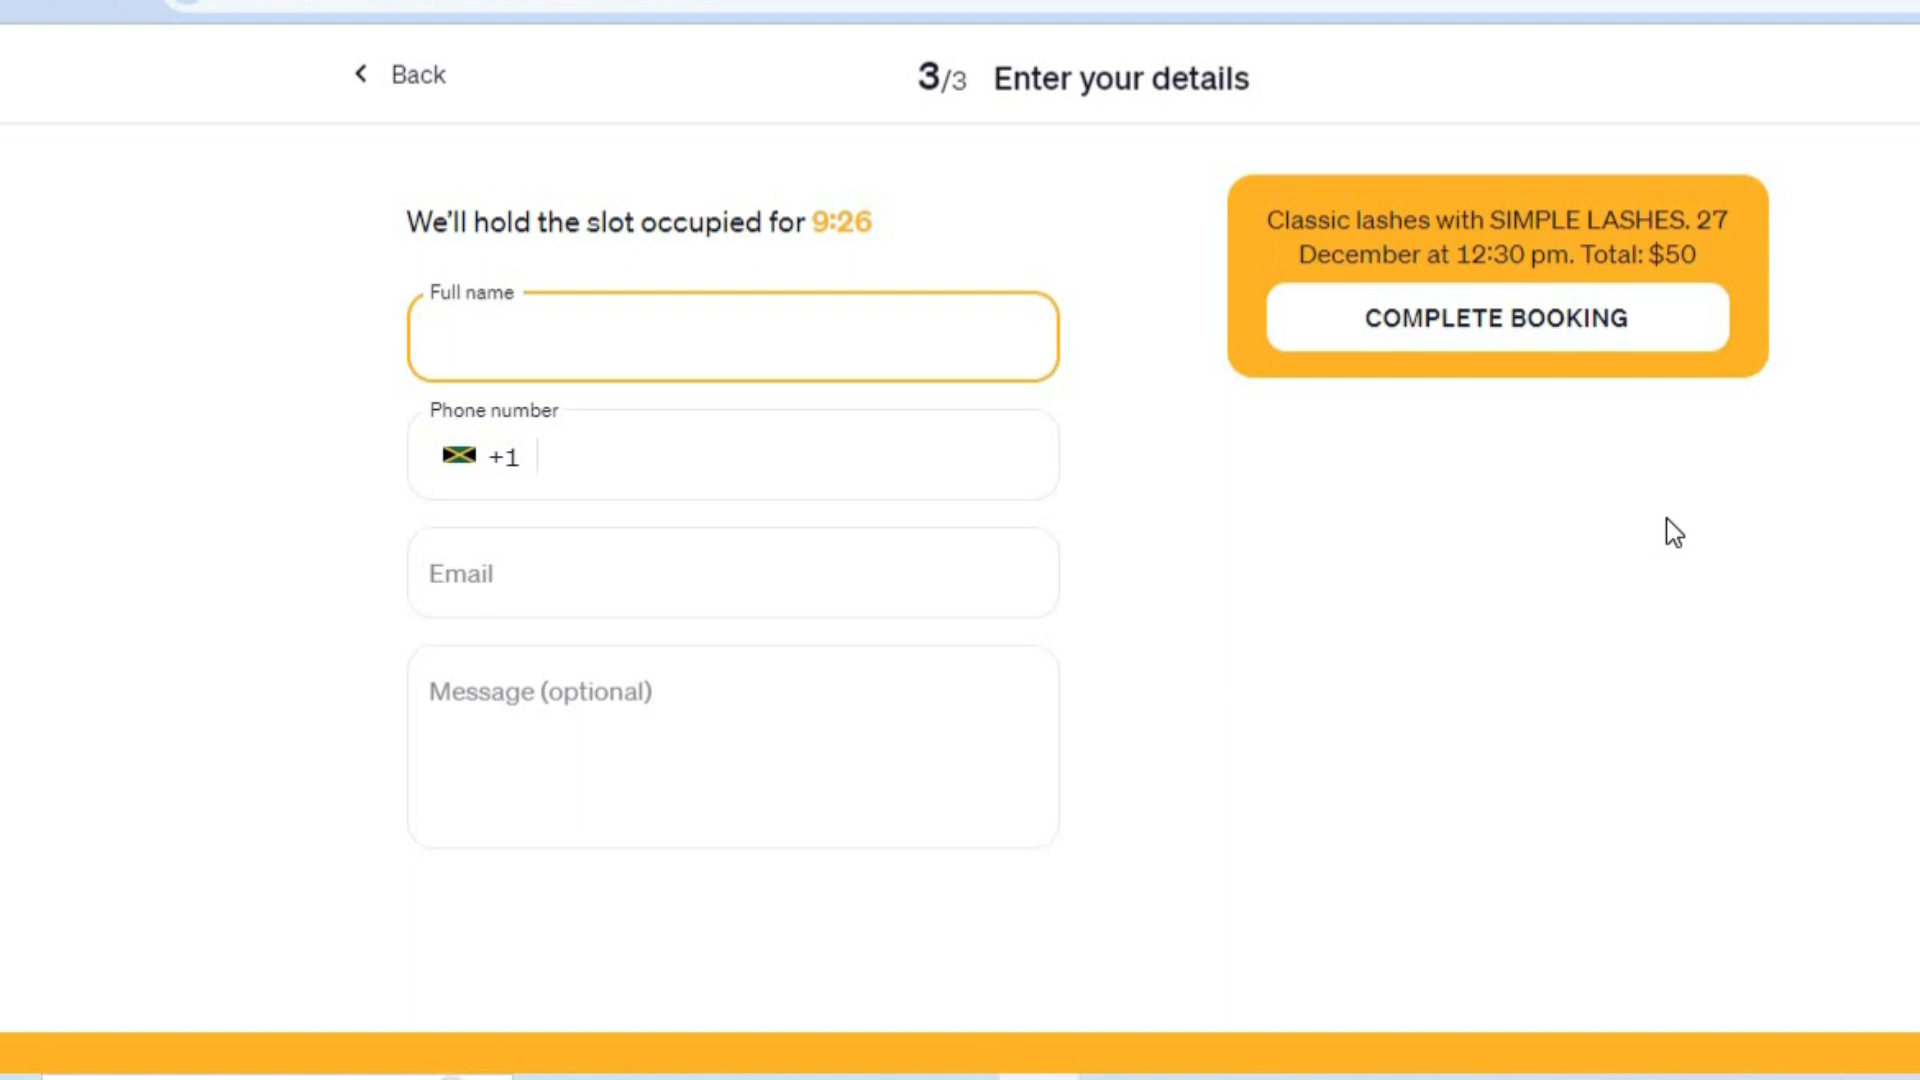 Back
3/3 Enter your details
We'll hold the slot occupied for 9:26
Full name
Phone number
+1
Email
Message (optional)
Classic lashes with SIMPLE LASHES. 27
December at 12:30 pm. Total: $50
COMPLETE BOOKING